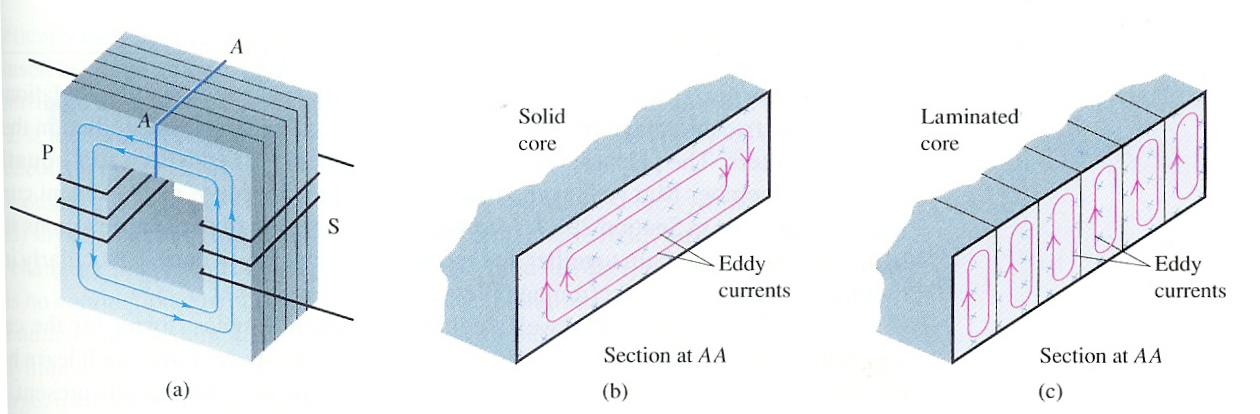 A
A
P
S
(a)
Solid
core
Eddy
currents
Section at AA
(b)
Laminated
core
Eddy
currents
Section at AA
(c)